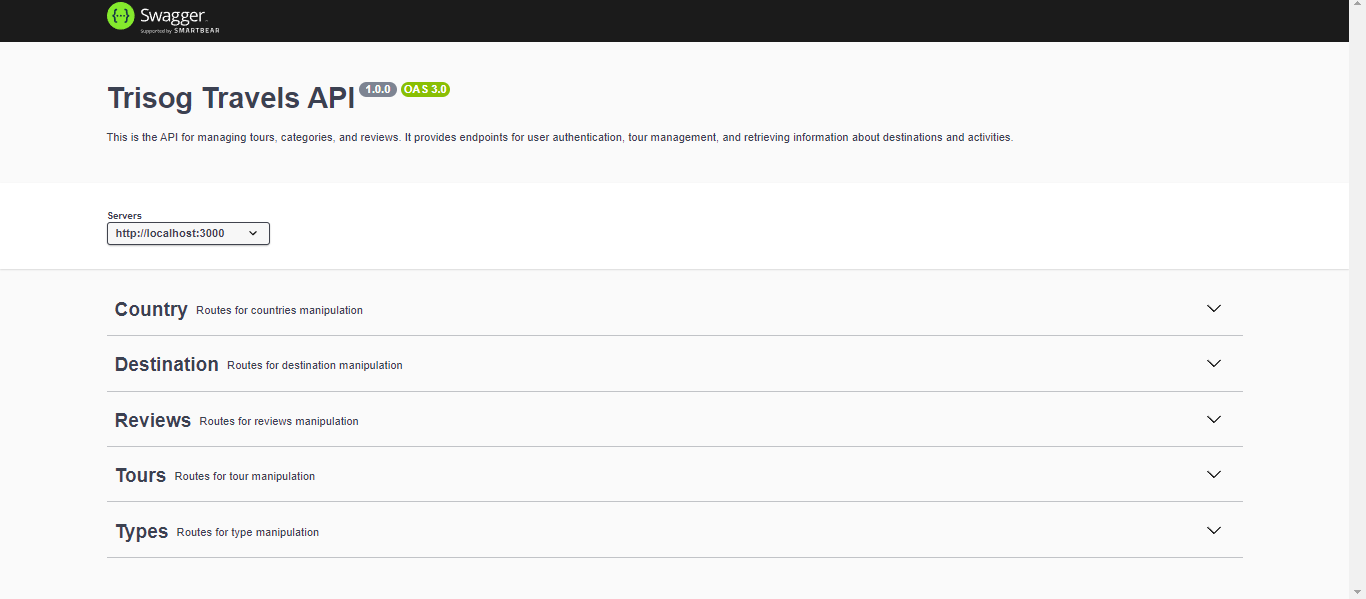 Swagger
Supported by SMARTBEAR
Trisog Travels API 1.0.0 OAS 3.0
This is the API for managing tours, categories, and reviews. It provides endpoints for user authentication, tour management, and retrieving information about destinations and activities.
Servers
http://localhost:3000
Country Routes for countries manipulation
Destination Routes for destination manipulation
Reviews Routes for reviews manipulation
Tours Routes for tour manipulation
Types Routes for type manipulation